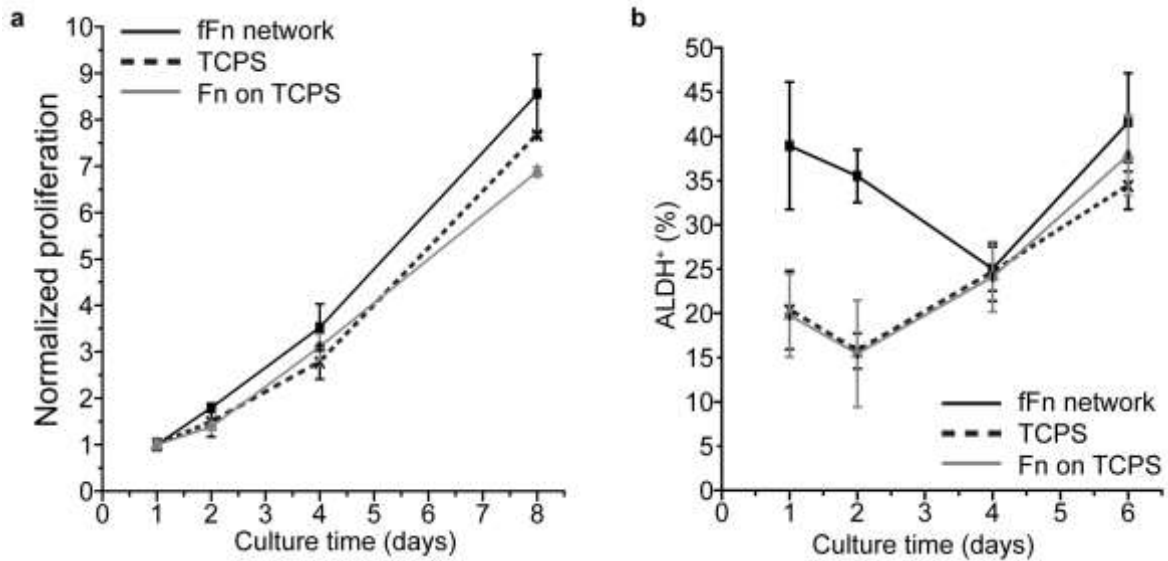 a
fFn network
TCPS
Fn on TCPS
Normalized proliferation
10
9
8
7
6
5
4
3
2
1
0
0 1 2 3 4 5 6 7 8
Culture time (days)
b
ALDH⁺ (%)
50
45
40
35
30
25
20
15
10
5
0
fFn network
TCPS
Fn on TCPS
0 1 2 3 4 5 6
Culture time (days)